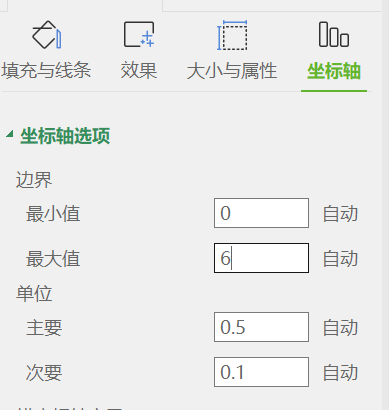 填充与线条 效果 大小与属性 坐标轴
坐标轴选项
边界
最小值 0 自动
最大值 6 自动
单位
主要 0.5 自动
次要 0.1 自动